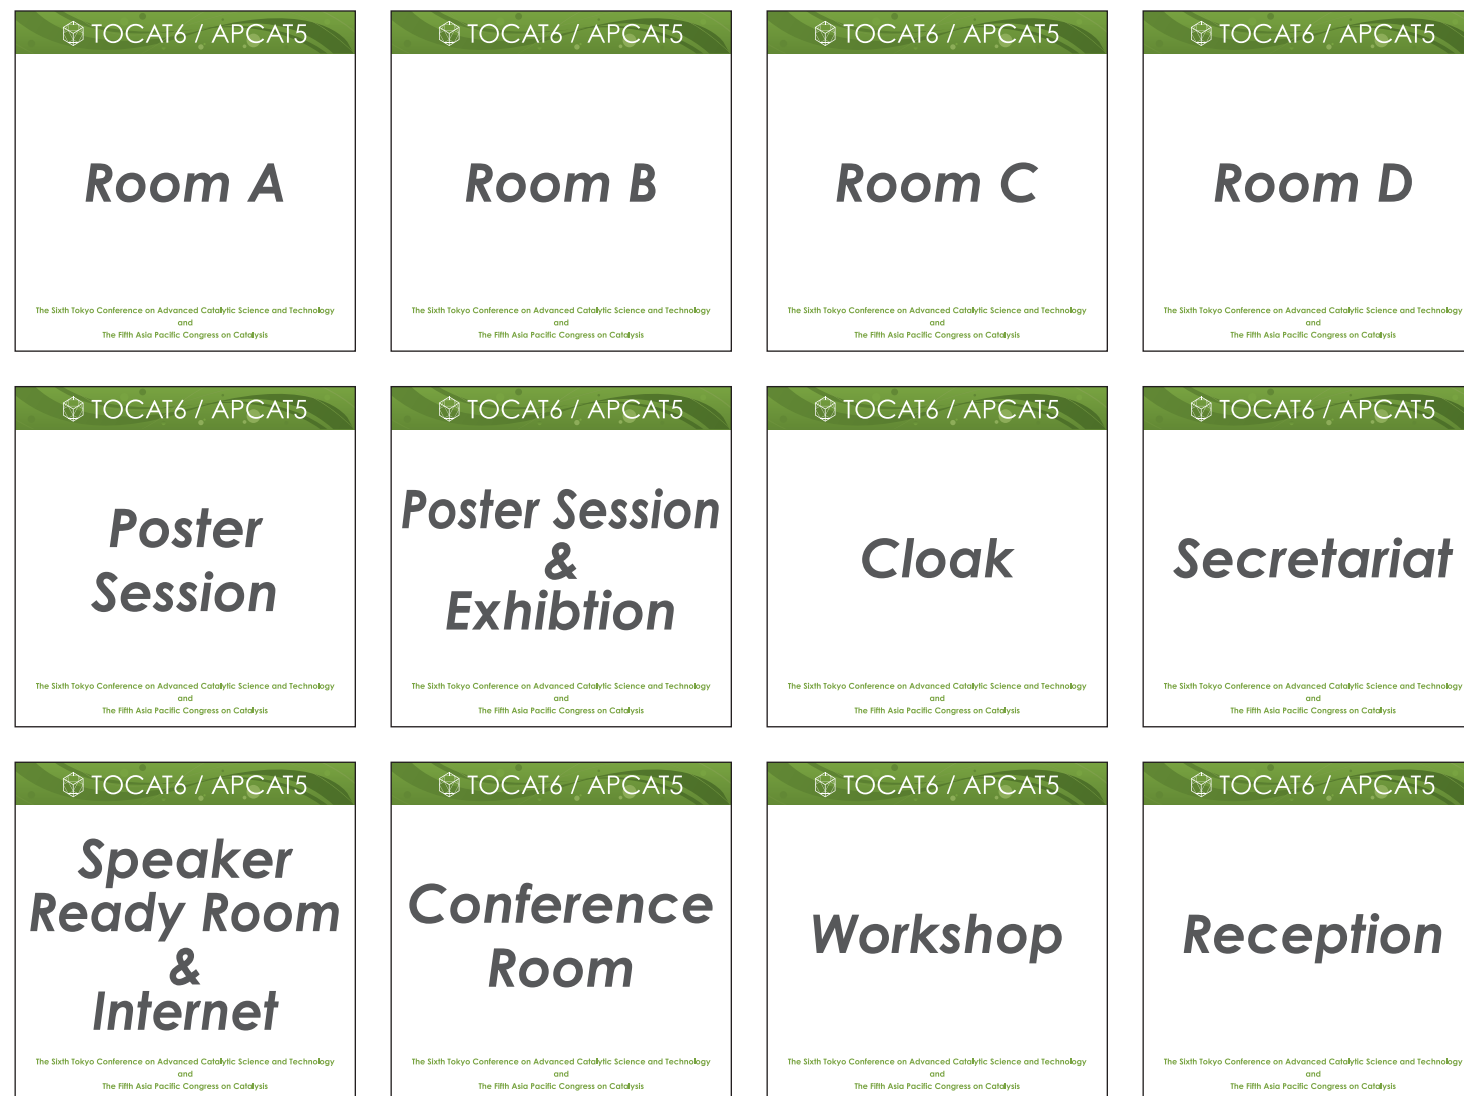 TOCAT6 / APCAT5
Room A
The Sixth Tokyo Conference on Advanced Catalytic Science and Technology
and
The Fifth Asia Pacific Congress on Catalysis
TOCAT6 / APCAT5
Room B
The Sixth Tokyo Conference on Advanced Catalytic Science and Technology
and
The Fifth Asia Pacific Congress on Catalysis
TOCAT6 / APCAT5
Room C
The Sixth Tokyo Conference on Advanced Catalytic Science and Technology
and
The Fifth Asia Pacific Congress on Catalysis
TOCAT6 / APCAT5
Room D
The Sixth Tokyo Conference on Advanced Catalytic Science and Technology
and
The Fifth Asia Pacific Congress on Catalysis
TOCAT6 / APCAT5
Poster
Session
The Sixth Tokyo Conference on Advanced Catalytic Science and Technology
and
The Fifth Asia Pacific Congress on Catalysis
TOCAT6 / APCAT5
Poster Session
&
Exhibtion
The Sixth Tokyo Conference on Advanced Catalytic Science and Technology
and
The Fifth Asia Pacific Congress on Catalysis
TOCAT6 / APCAT5
Cloak
The Sixth Tokyo Conference on Advanced Catalytic Science and Technology
and
The Fifth Asia Pacific Congress on Catalysis
TOCAT6 / APCAT5
Secretariat
The Sixth Tokyo Conference on Advanced Catalytic Science and Technology
and
The Fifth Asia Pacific Congress on Catalysis
TOCAT6 / APCAT5
Speaker
Ready Room
&
Internet
The Sixth Tokyo Conference on Advanced Catalytic Science and Technology
and
The Fifth Asia Pacific Congress on Catalysis
TOCAT6 / APCAT5
Conference
Room
The Sixth Tokyo Conference on Advanced Catalytic Science and Technology
and
The Fifth Asia Pacific Congress on Catalysis
TOCAT6 / APCAT5
Workshop
The Sixth Tokyo Conference on Advanced Catalytic Science and Technology
and
The Fifth Asia Pacific Congress on Catalysis
TOCAT6 / APCAT5
Reception
The Sixth Tokyo Conference on Advanced Catalytic Science and Technology
and
The Fifth Asia Pacific Congress on Catalysis